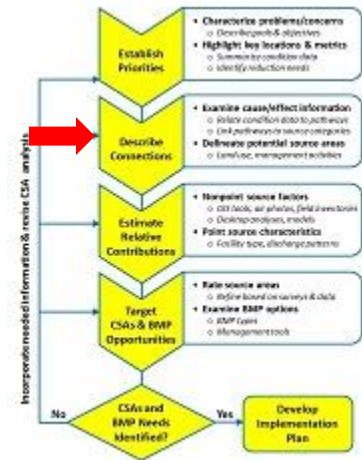 Establish
Priorities
• Characterize problems/concerns
o Describe goals & objectives
• Highlight key locations & metrics
o Summarize condition data
o Identify reduction needs
Describe
Connections
• Examine cause/effect information
o Relate condition data to pathways
o Link pathways to source categories
• Delineate potential source areas
o Land use, management activities
Estimate
Relative
Contributions
• Nonpoint source factors
o GIS tools, air photos, field inventories
o Desktop analyses, models
• Point source characteristics
o Facility type, discharge patterns
Target
CSAs & BMP
Opportunities
• Rate source areas
o Refine based on surveys & data
• Examine BMP options
o BMP types
o Management tools
CSAs and
BMP Needs
Identified?
No
Yes
Develop
Implementation
Plan
Incorporate needed information & revise CSA analysis